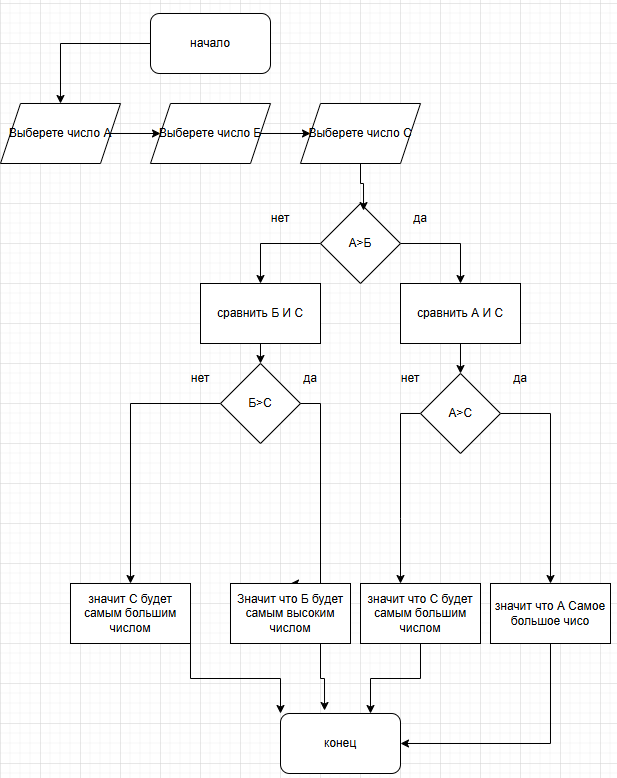 начало
Выберете число А
Выберете число Б
Выберете число С
нет
да
А>Б
сравнить Б И С
сравнить А И С
нет
да
нет
да
Б>С
А>С
значит С будет
самым большим
числом
Значит что Б будет
самым высоким
числом
значит что С будет
самым большим
числом
значит что А Самое
большое чисо
конец